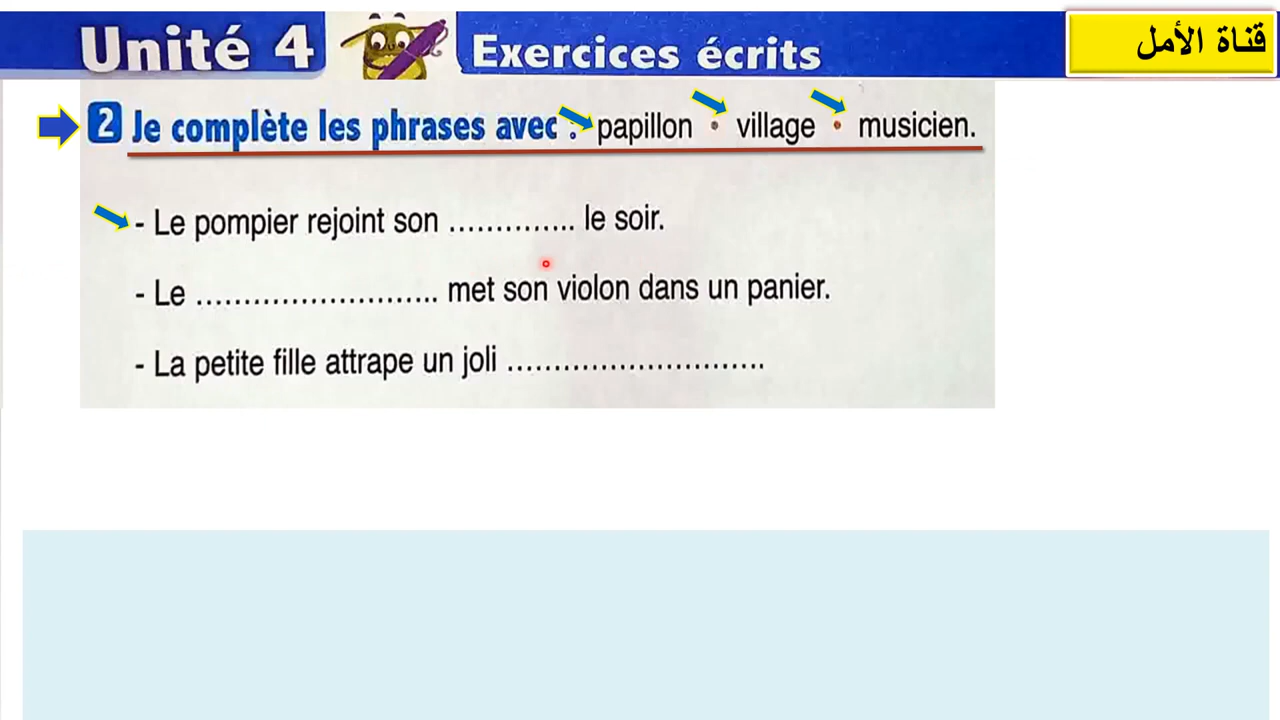 Unité 4 Exercices écrits
قناة الأمل
2 Je complète les phrases avec : papillon • village • musicien.
- Le pompier rejoint son .............. le soir.
- Le .......................... met son violon dans un panier.
- La petite fille attrape un joli ...........................